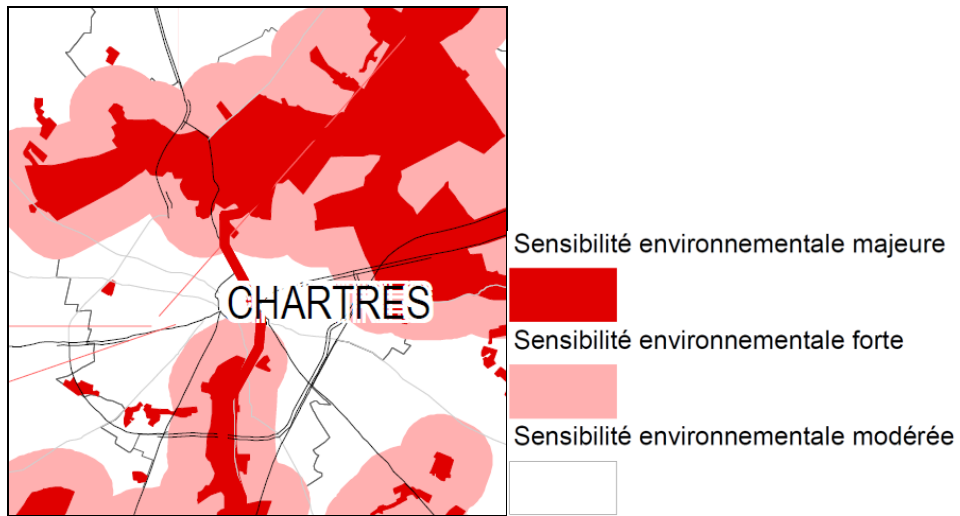 CHARTRES
Sensibilité environnementale majeure
Sensibilité environnementale forte
Sensibilité environnementale modérée